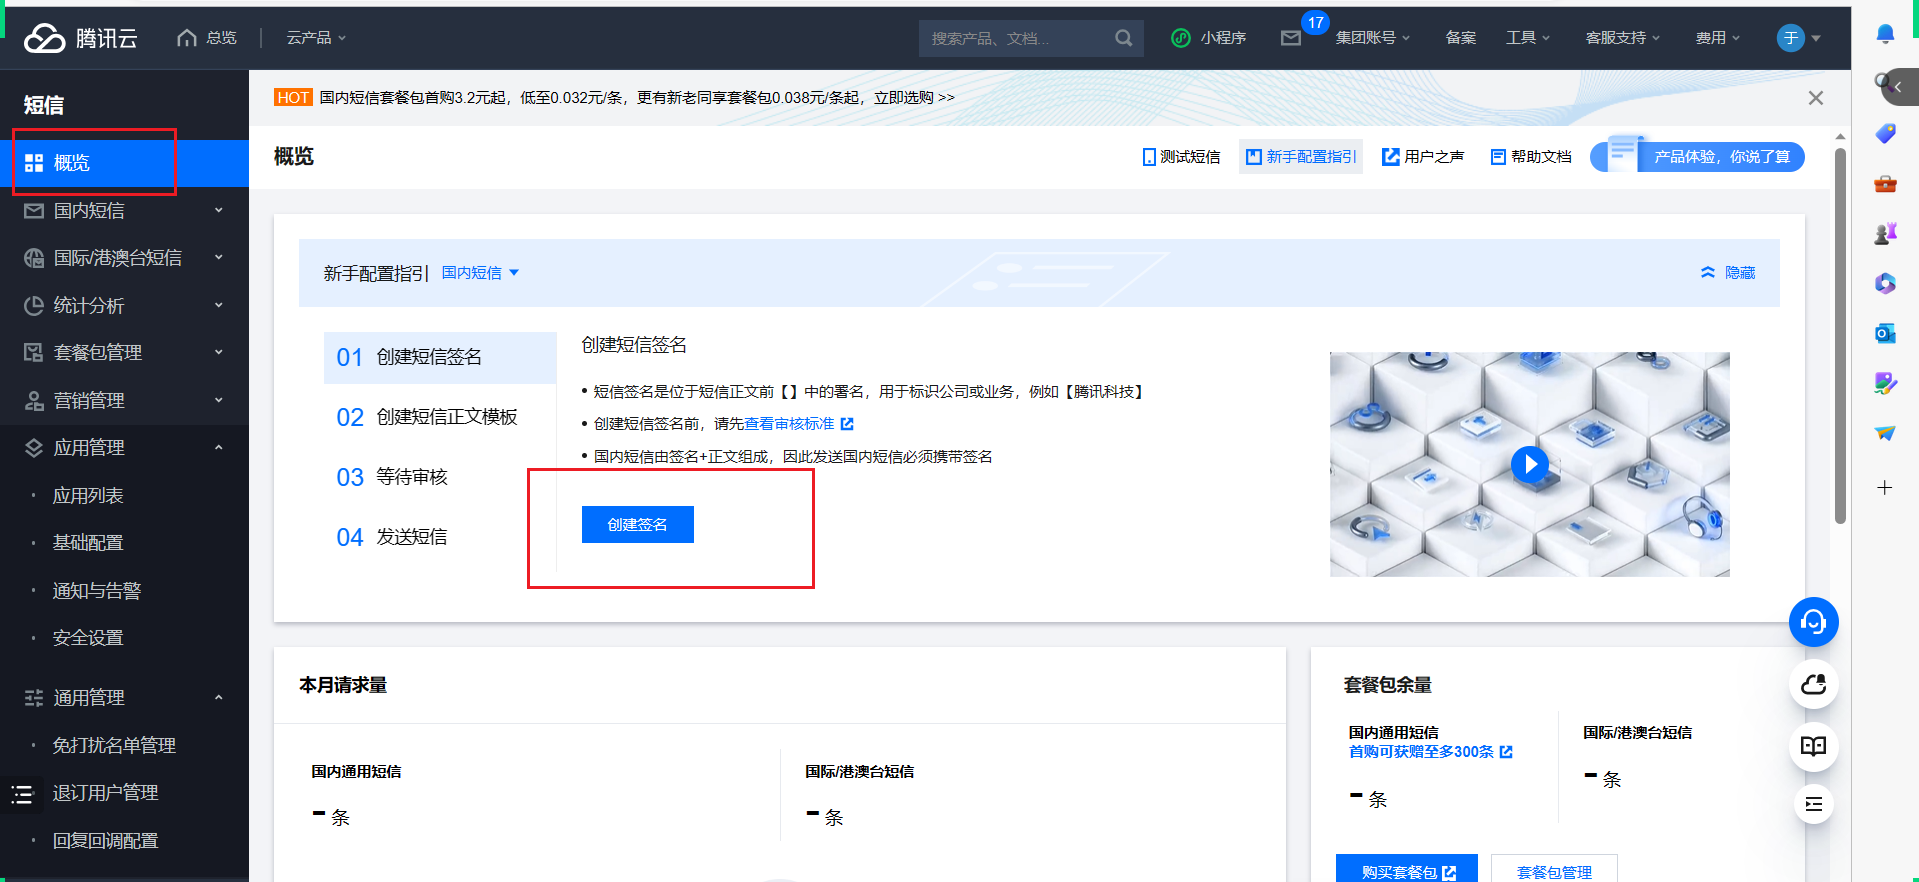 腾讯云
总览
云产品
搜索产品、文档...
小程序
17
集团账号
备案
工具
客服支持
费用
于
短信
概览
国内短信
国际/港澳台短信
统计分析
套餐包管理
营销管理
应用管理
应用列表
基础配置
通知与告警
安全设置
通用管理
免打扰名单管理
退订用户管理
回复回调配置
HOT 国内短信套餐包首购3.2元起，低至0.032元/条，更有新老同享套餐包0.038元/条起，立即选购 >>
概览
测试短信
新手配置指引
用户之声
帮助文档
产品体验，你说了算
新手配置指引 国内短信
隐藏
01 创建短信签名
02 创建短信正文模板
03 等待审核
04 发送短信
创建短信签名
• 短信签名是位于短信正文前【】中的署名，用于标识公司或业务，例如【腾讯科技】
• 创建短信签名前，请先查看审核标准
• 国内短信由签名+正文组成，因此发送国内短信必须携带签名
创建签名
本月请求量
国内通用短信
- 条
国际/港澳台短信
- 条
套餐包余量
国内通用短信
首购可获赠至多300条
- 条
国际/港澳台短信
- 条
购买套餐包
套餐包管理